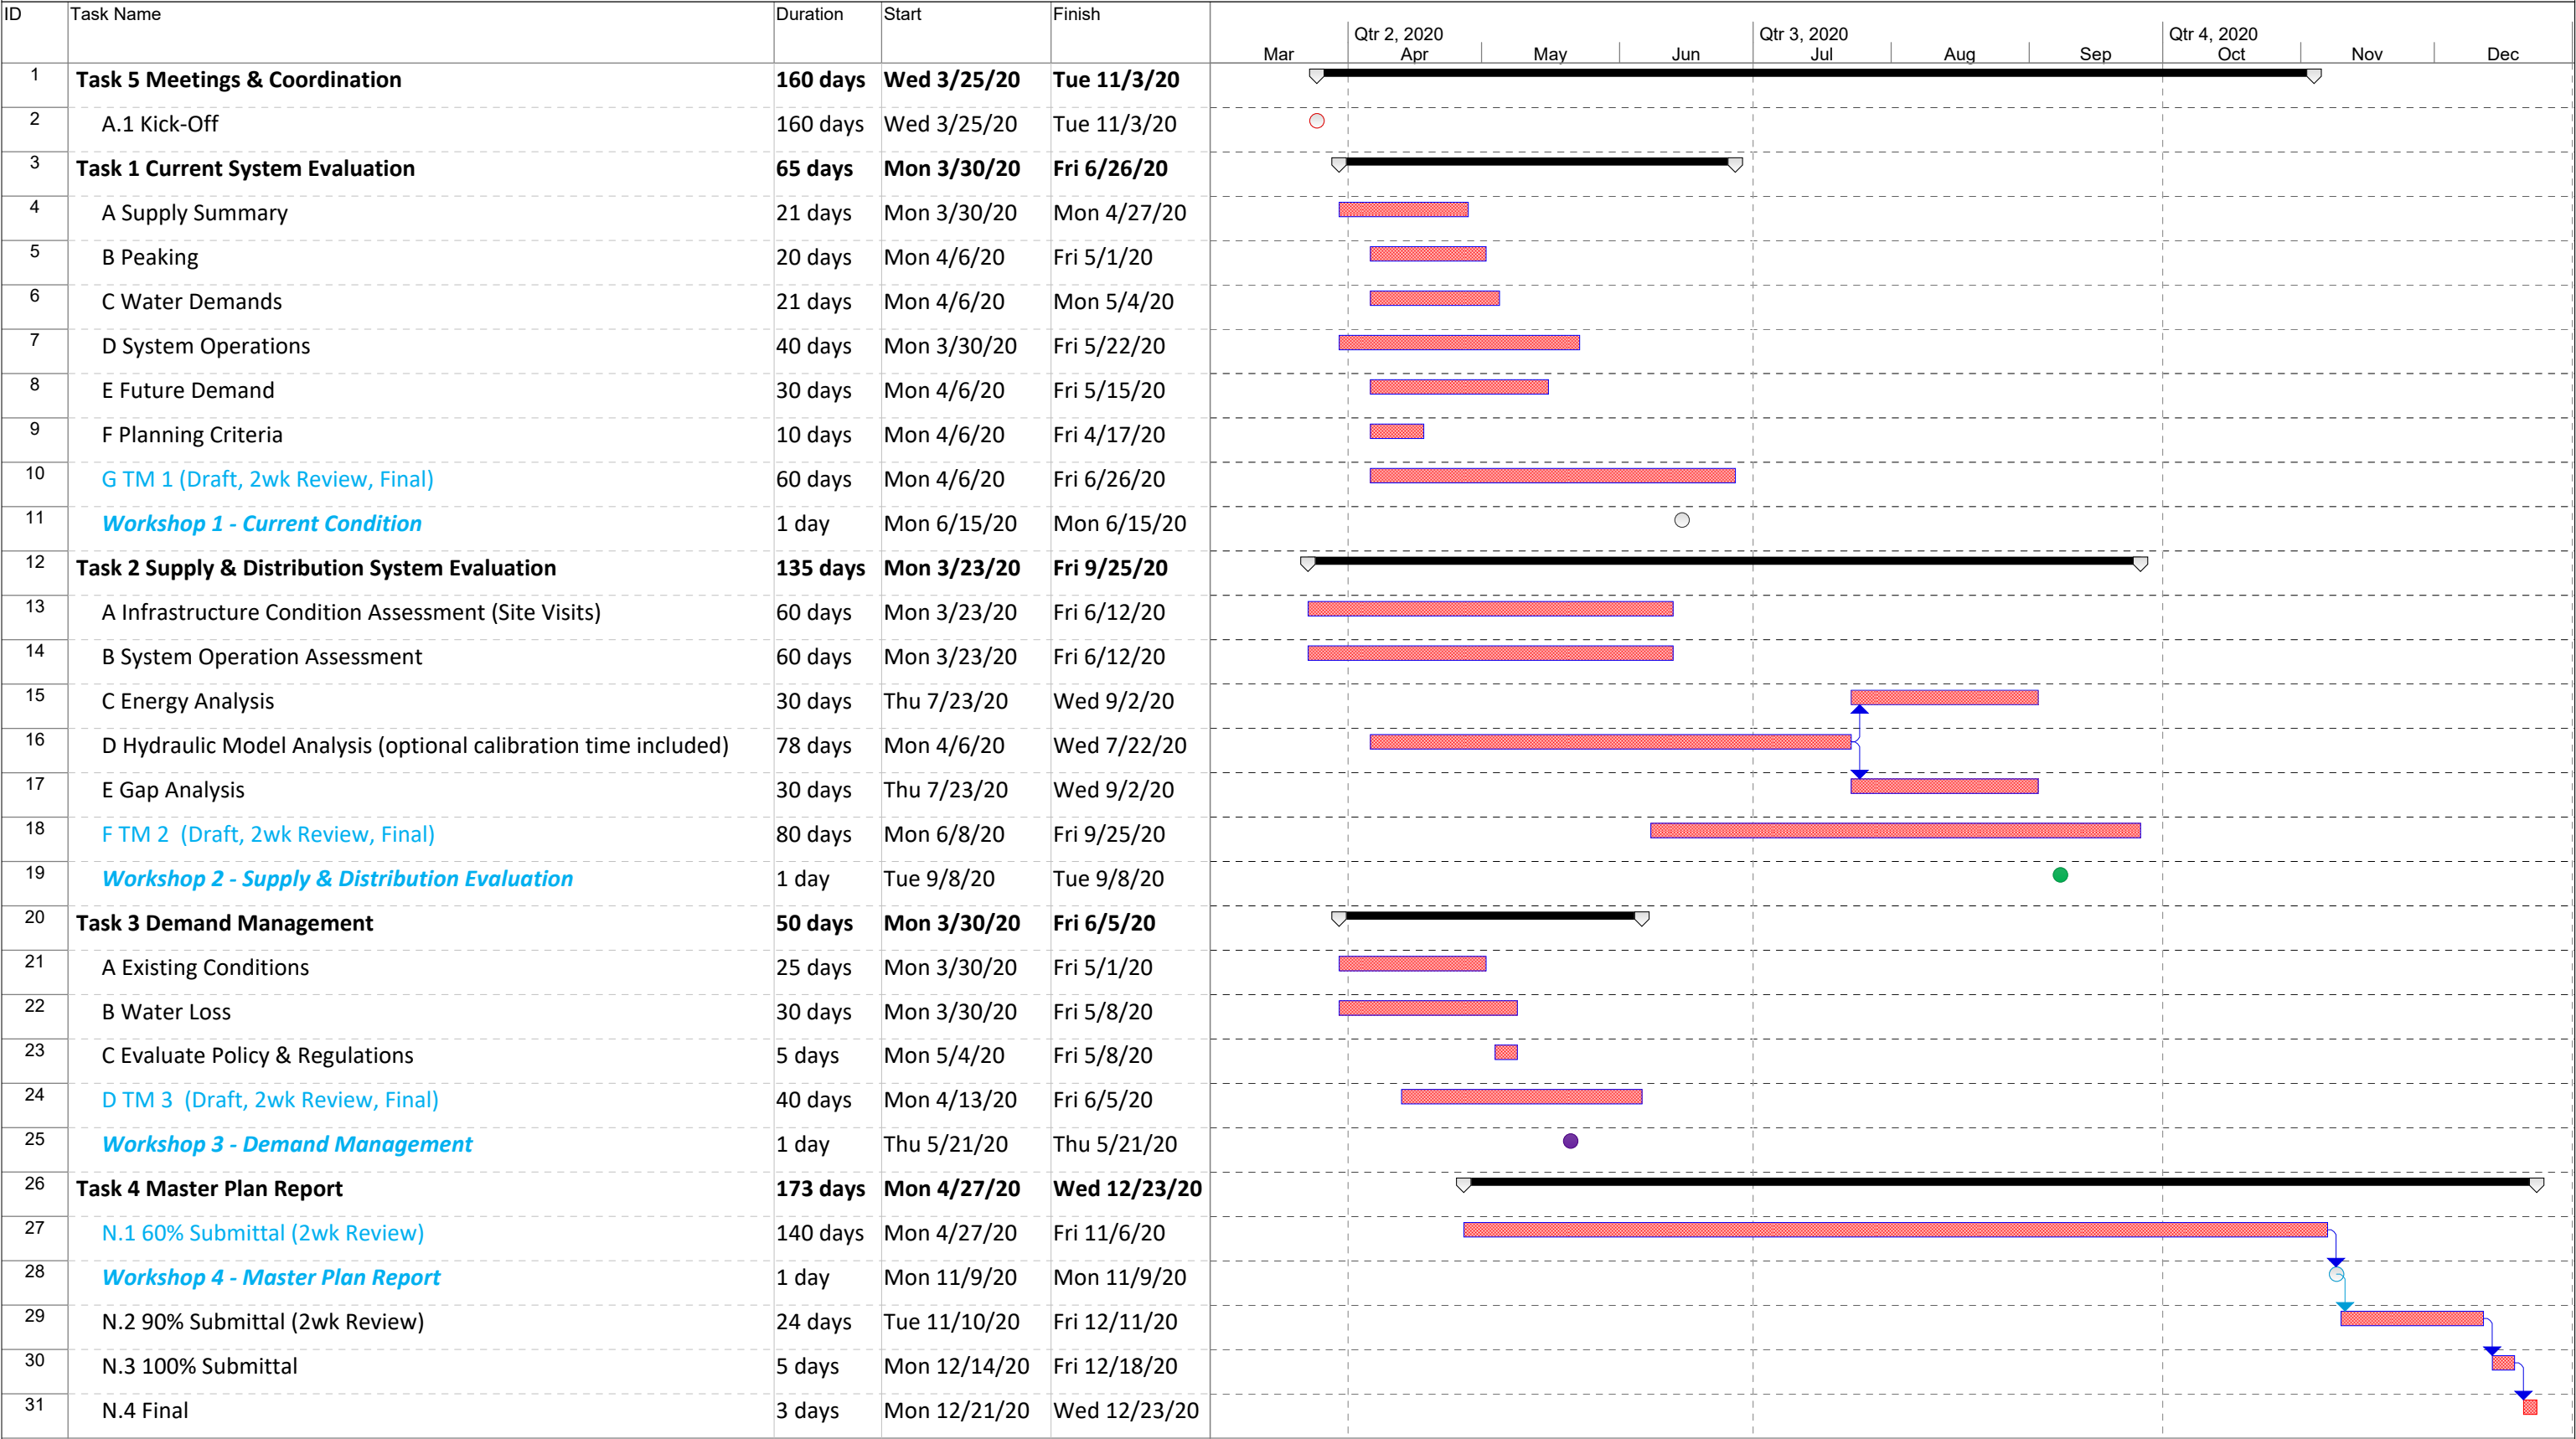 ID Task Name Duration Start Finish
Qtr 2, 2020 Qtr 3, 2020 Qtr 4, 2020
Mar Apr May Jun Jul Aug Sep Oct Nov Dec
1 Task 5 Meetings & Coordination 160 days Wed 3/25/20 Tue 11/3/20
2 A.1 Kick-Off 160 days Wed 3/25/20 Tue 11/3/20
3 Task 1 Current System Evaluation 65 days Mon 3/30/20 Fri 6/26/20
4 A Supply Summary 21 days Mon 3/30/20 Mon 4/27/20
5 B Peaking 20 days Mon 4/6/20 Fri 5/1/20
6 C Water Demands 21 days Mon 4/6/20 Mon 5/4/20
7 D System Operations 40 days Mon 3/30/20 Fri 5/22/20
8 E Future Demand 30 days Mon 4/6/20 Fri 5/15/20
9 F Planning Criteria 10 days Mon 4/6/20 Fri 4/17/20
10 G TM 1 (Draft, 2wk Review, Final) 60 days Mon 4/6/20 Fri 6/26/20
11 Workshop 1 - Current Condition 1 day Mon 6/15/20 Mon 6/15/20
12 Task 2 Supply & Distribution System Evaluation 135 days Mon 3/23/20 Fri 9/25/20
13 A Infrastructure Condition Assessment (Site Visits) 60 days Mon 3/23/20 Fri 6/12/20
14 B System Operation Assessment 60 days Mon 3/23/20 Fri 6/12/20
15 C Energy Analysis 30 days Thu 7/23/20 Wed 9/2/20
16 D Hydraulic Model Analysis (optional calibration time included) 78 days Mon 4/6/20 Wed 7/22/20
17 E Gap Analysis 30 days Thu 7/23/20 Wed 9/2/20
18 F TM 2 (Draft, 2wk Review, Final) 80 days Mon 6/8/20 Fri 9/25/20
19 Workshop 2 - Supply & Distribution Evaluation 1 day Tue 9/8/20 Tue 9/8/20
20 Task 3 Demand Management 50 days Mon 3/30/20 Fri 6/5/20
21 A Existing Conditions 25 days Mon 3/30/20 Fri 5/1/20
22 B Water Loss 30 days Mon 3/30/20 Fri 5/8/20
23 C Evaluate Policy & Regulations 5 days Mon 5/4/20 Fri 5/8/20
24 D TM 3 (Draft, 2wk Review, Final) 40 days Mon 4/13/20 Fri 6/5/20
25 Workshop 3 - Demand Management 1 day Thu 5/21/20 Thu 5/21/20
26 Task 4 Master Plan Report 173 days Mon 4/27/20 Wed 12/23/20
27 N.1 60% Submittal (2wk Review) 140 days Mon 4/27/20 Fri 11/6/20
28 Workshop 4 - Master Plan Report 1 day Mon 11/9/20 Mon 11/9/20
29 N.2 90% Submittal (2wk Review) 24 days Tue 11/10/20 Fri 12/11/20
30 N.3 100% Submittal 5 days Mon 12/14/20 Fri 12/18/20
31 N.4 Final 3 days Mon 12/21/20 Wed 12/23/20